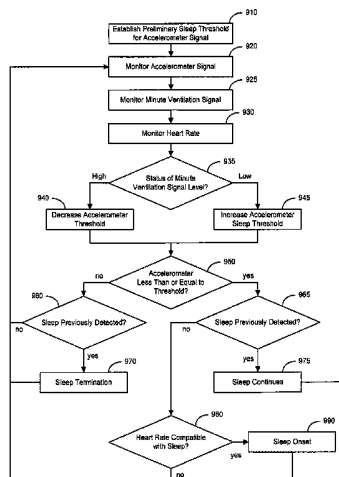 910
Establish Preliminary Sleep Threshold
for Accelerometer Signal
920
Monitor Accelerometer Signal
925
Monitor Minute Ventilation Signal
930
Monitor Heart Rate
935
High
Status of Minute
Ventilation Signal Level?
Low
940
Decrease Accelerometer
Threshold
945
Increase Accelerometer
Sleep Threshold
960
no
Accelerometer
Less Than or Equal to
Threshold?
yes
980
no
Sleep Previously Detected?
965
Sleep Previously Detected?
no
yes
970
Sleep Termination
yes
975
Sleep Continues
980
Heart Rate Compatible
with Sleep?
yes
990
Sleep Onset
no